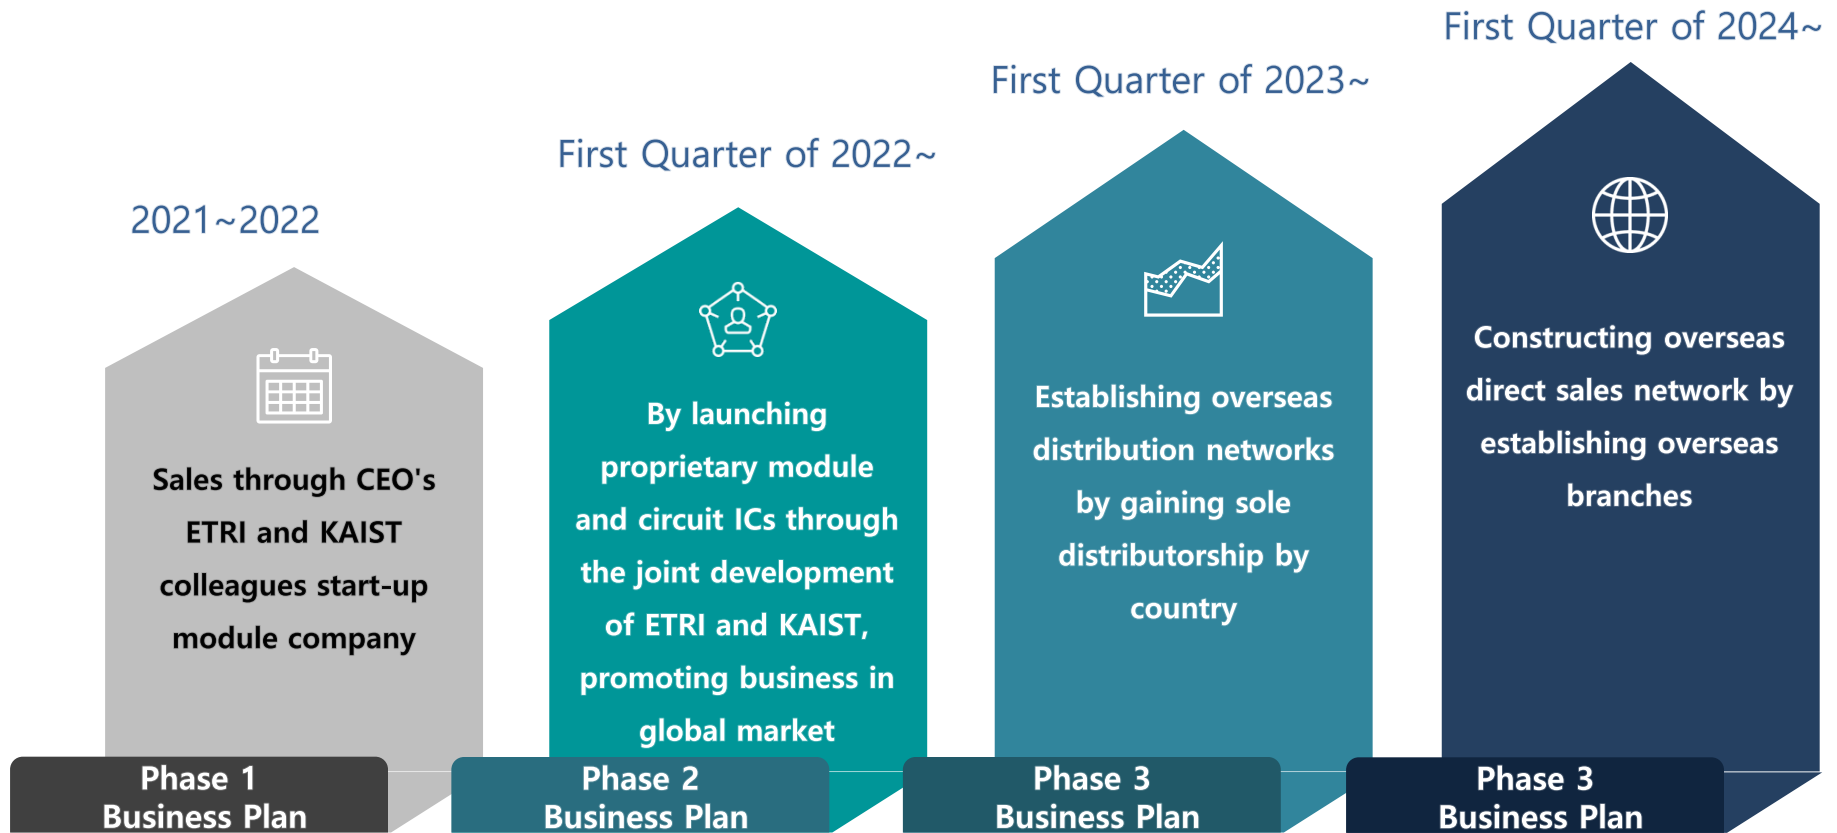 2021~2022
Sales through CEO's
ETRI and KAIST
colleagues start-up
module company
Phase 1
Business Plan
First Quarter of 2022~
By launching
proprietary module
and circuit ICs through
the joint development
of ETRI and KAIST,
promoting business in
global market
Phase 2
Business Plan
First Quarter of 2023~
Establishing overseas
distribution networks
by gaining sole
distributorship by
country
Phase 3
Business Plan
First Quarter of 2024~
Constructing overseas
direct sales network by
establishing overseas
branches
Phase 3
Business Plan